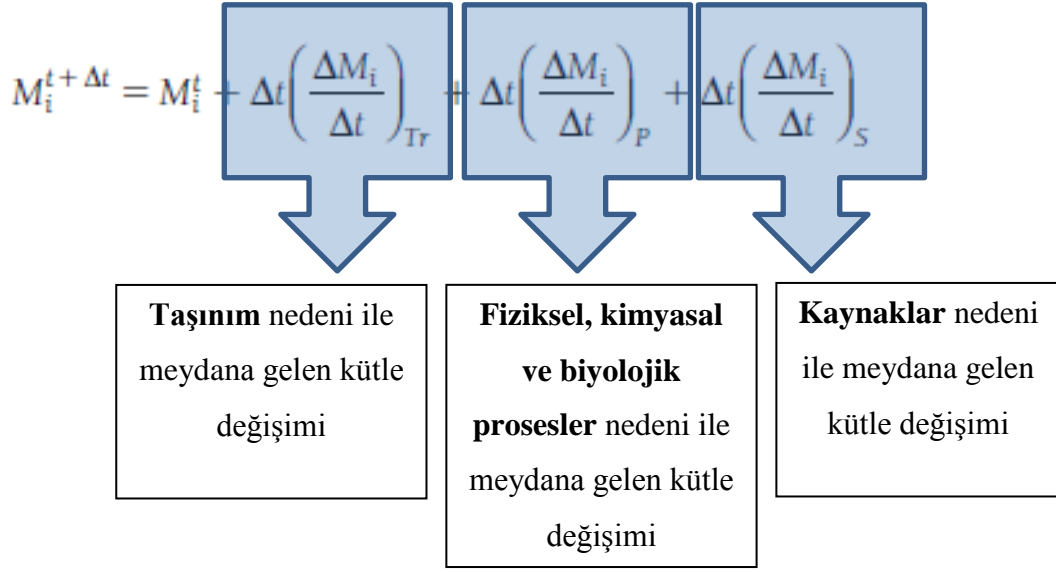 M_i^{t + Δt} = M_i^t + Δt(ΔM_i/Δt)_{Tr} + Δt(ΔM_i/Δt)_P + Δt(ΔM_i/Δt)_S
Taşınım nedeni ile
meydana gelen kütle
değişimi
Fiziksel, kimyasal
ve biyolojik
prosesler nedeni ile
meydana gelen kütle
değişimi
Kaynaklar nedeni
ile meydana gelen
kütle değişimi